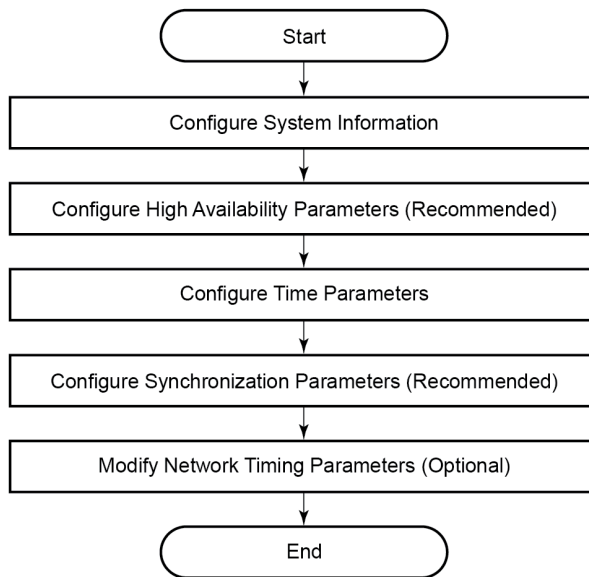 Start
Configure System Information
Configure High Availability Parameters (Recommended)
Configure Time Parameters
Configure Synchronization Parameters (Recommended)
Modify Network Timing Parameters (Optional)
End